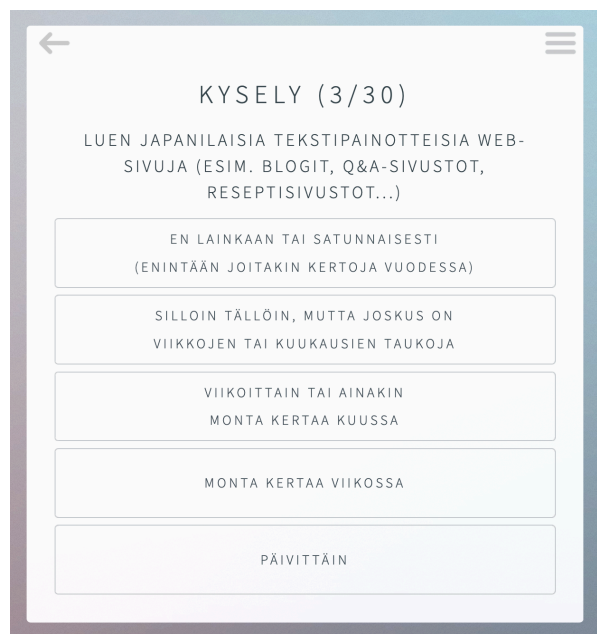 KYSELY (3/30)
LUEN JAPANILAISIA TEKSTIPAINOTTEISIA WEB-
SIVUJA (ESIM. BLOGIT, Q&A-SIVUSTOT,
RESEPTISIVUSTOT...)
EN LAINKAAN TAI SATUNNAISESTI
(ENINTÄÄN JOITAKIN KERTOJA VUODESSA)
SILLOIN TÄLLÖIN, MUTTA JOSKUS ON
VIIKKOJEN TAI KUUKAUSIEN TAUKOJA
VIIKOITTAIN TAI AINAKIN
MONTA KERTAA KUUSSA
MONTA KERTAA VIIKOSSA
PÄIVITTÄIN